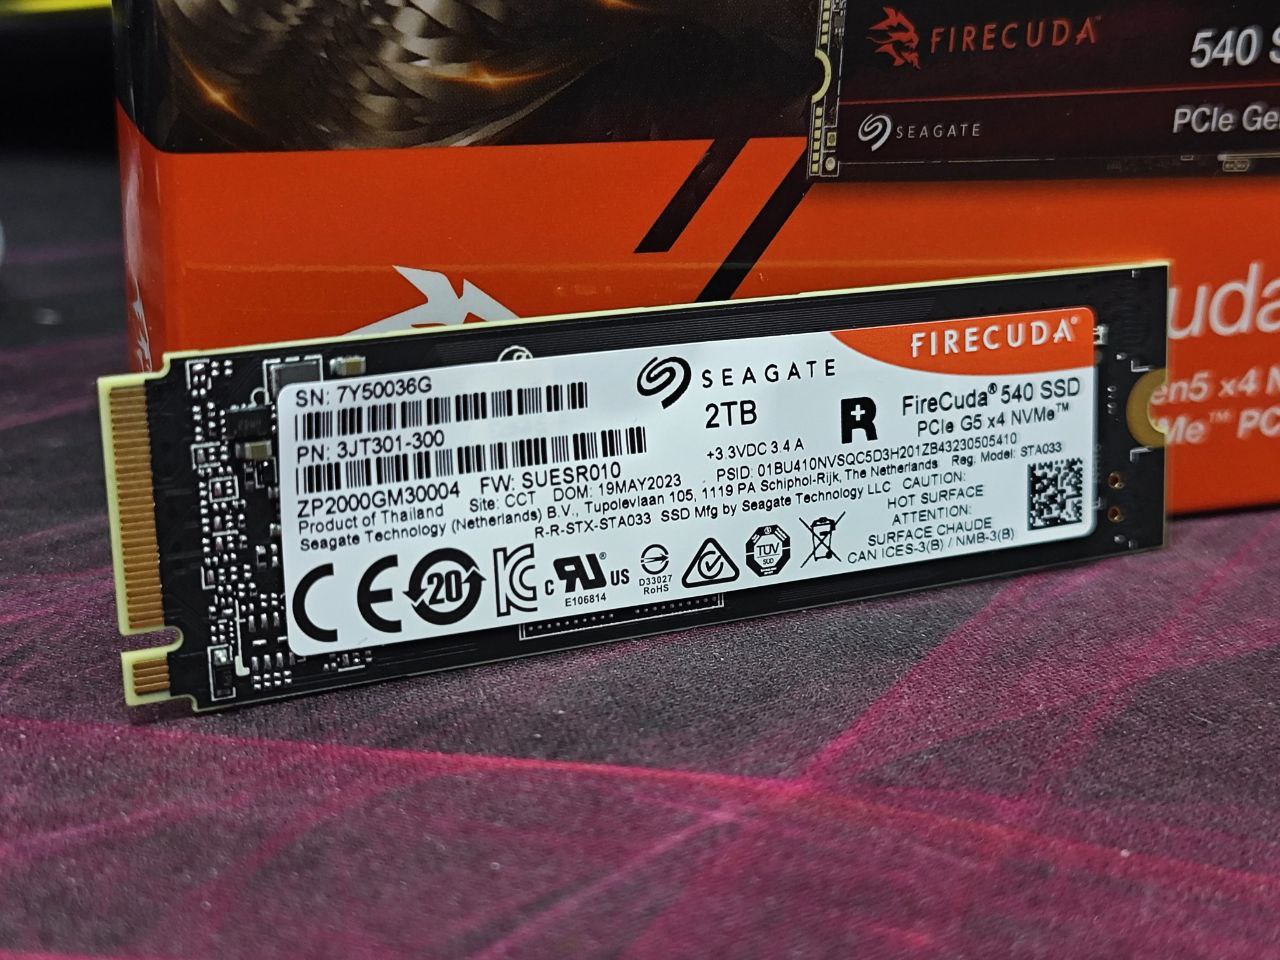 FIRECUDA
540 S
SEAGATE
PCIe Ge
uda
en5 x4 N
Me™ PC
SN: 7Y50036G
PN: 3JT301-300
ZP2000GM30004 FW: SUESR010
Product of Thailand Site: CCT DOM: 19MAY2023
Seagate Technology (Netherlands) B.V., Tupolevlaan 105, 1119 PA Schiphol-Rijk, The Netherlands Reg. Model: STA033
R-R-STX-STA033 SSD Mfg by Seagate Technology LLC
SEAGATE
2TB
+3.3VDC 3.4 A
PSID: 01BU410NVSQC5D3H201ZB43230505410
R
FIRECUDA®
FireCuda® 540 SSD
PCIe G5 x4 NVMe™
CAUTION:
HOT SURFACE
ATTENTION:
SURFACE CHAUDE
CAN ICES-3(B) / NMB-3(B)
CE
20
c RU® US
E106814
D33027
RoHS
TÜV
SÜD